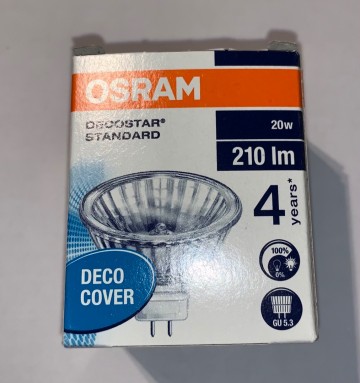 OSRAM
DECOSTAR®
STANDARD
20w
210 lm
4 years*
100%
0%
DECO
COVER
GU 5.3